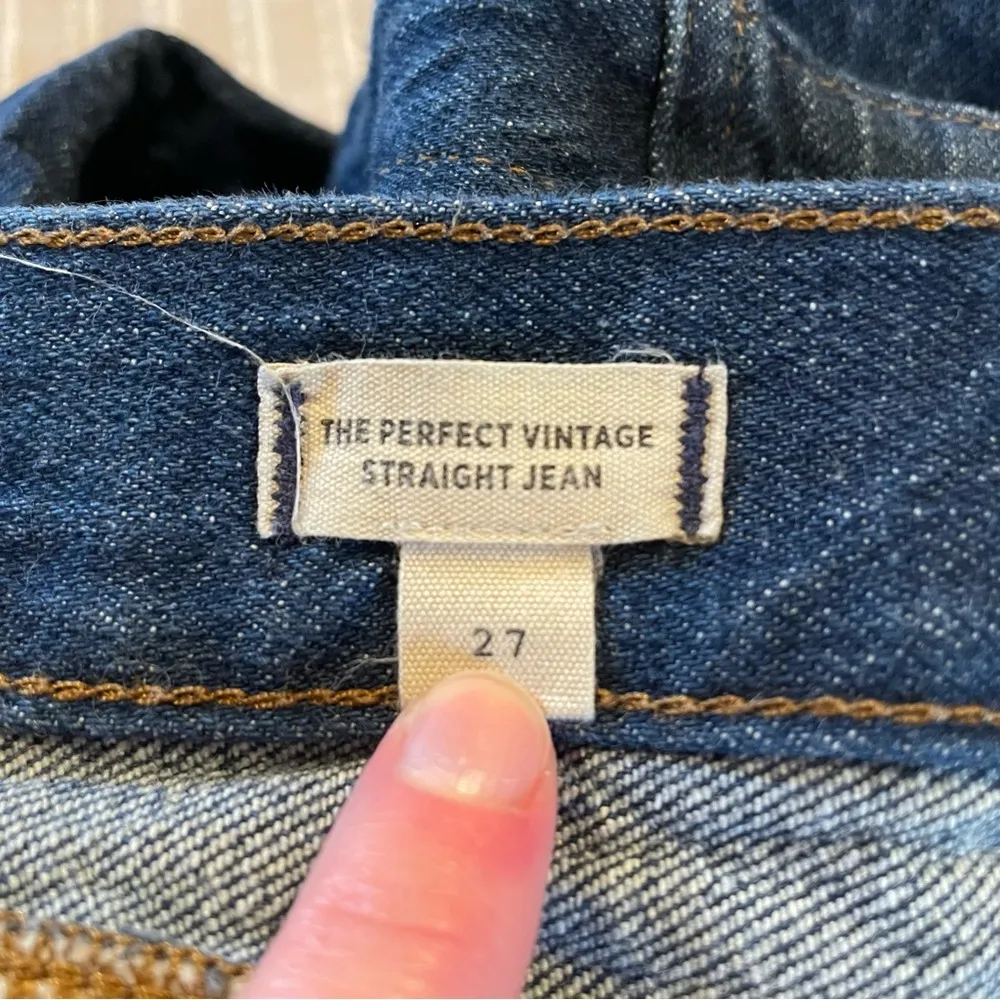 THE PERFECT VINTAGE
STRAIGHT JEAN
27